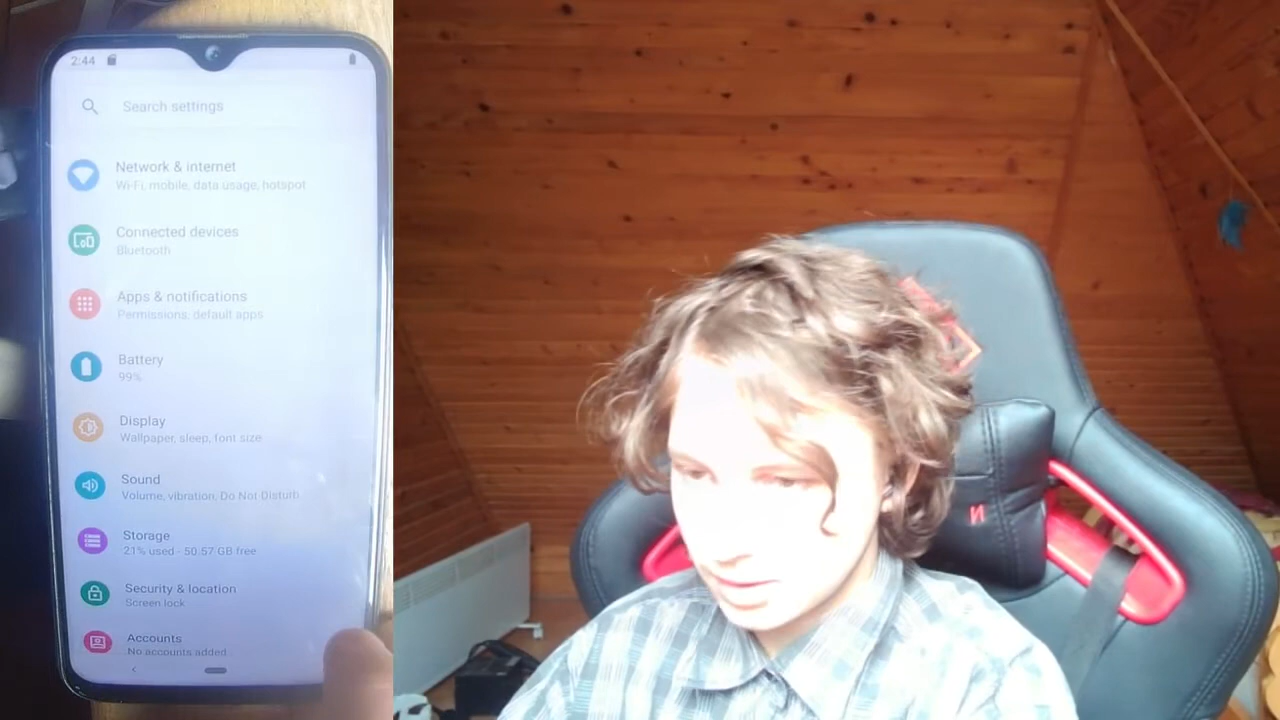 2:44
Search settings
Network & internet
Wi-Fi, mobile, data usage, hotspot
Connected devices
Bluetooth
Apps & notifications
Permissions, default apps
Battery
99%
Display
Wallpaper, sleep, font size
Sound
Volume, vibration, Do Not Disturb
Storage
21% used - 50.57 GB free
Security & location
Screen lock
Accounts
No accounts added